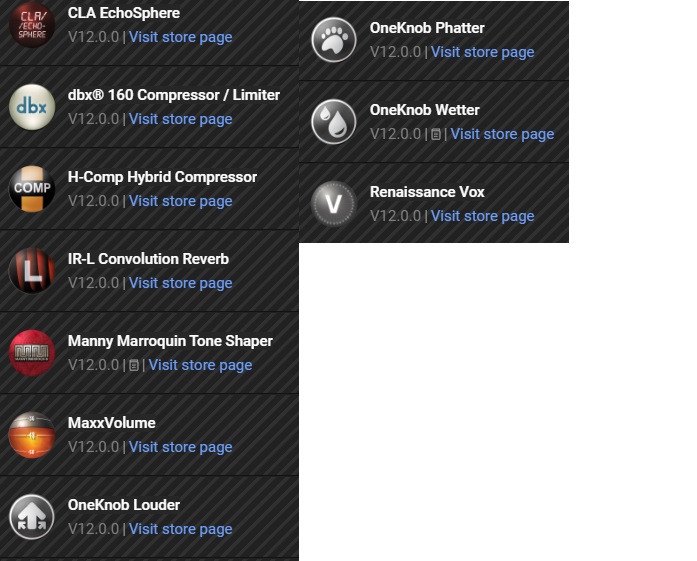 CLA/
/ECHO-
SPHERE
CLA EchoSphere
V12.0.0 | Visit store page
dbx
dbx® 160 Compressor / Limiter
V12.0.0 | Visit store page
COMP
H-Comp Hybrid Compressor
V12.0.0 | Visit store page
L
IR-L Convolution Reverb
V12.0.0 | Visit store page
Manny Marroquin Tone Shaper
V12.0.0 | | Visit store page
MaxxVolume
V12.0.0 | Visit store page
OneKnob Louder
V12.0.0 | Visit store page
OneKnob Phatter
V12.0.0 | Visit store page
OneKnob Wetter
V12.0.0 | | Visit store page
V
Renaissance Vox
V12.0.0 | Visit store page